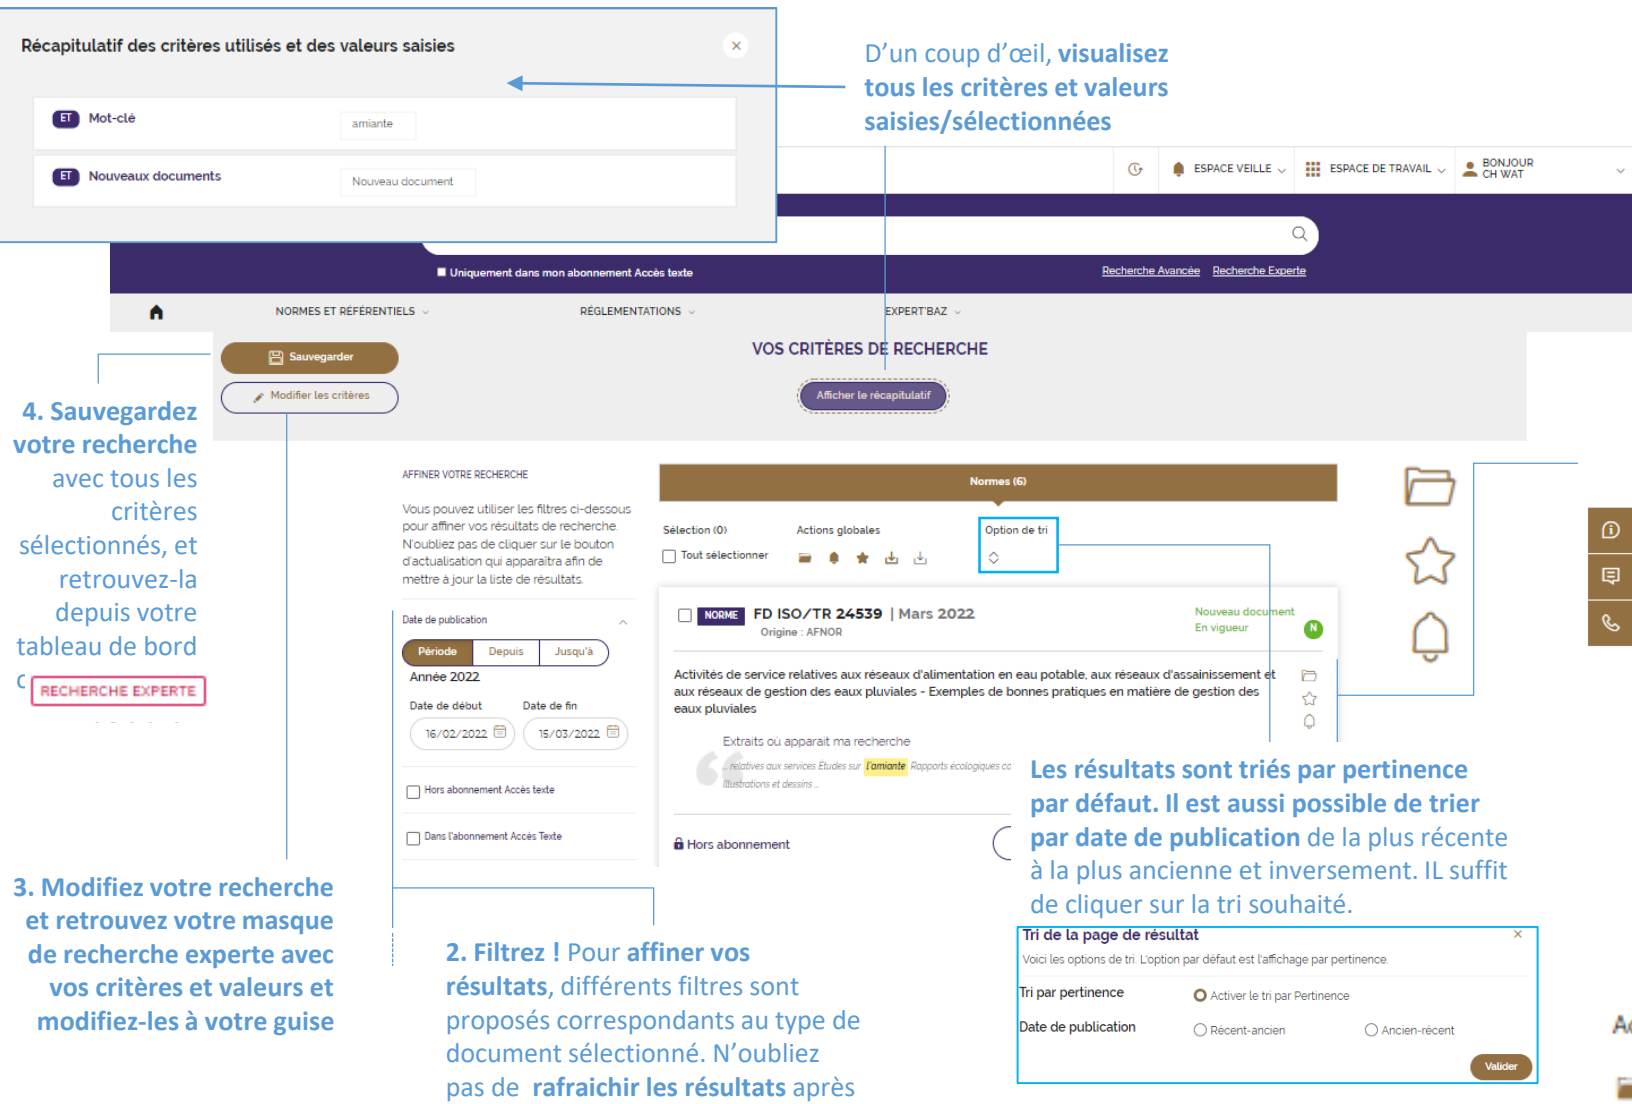 Récapitulatif des critères utilisés et des valeurs saisies
ET Mot-clé amiante
ET Nouveaux documents Nouveau document
D’un coup d’œil, visualisez
tous les critères et valeurs
saisies/sélectionnées
ESPACE VEILLE
ESPACE DE TRAVAIL
BONJOUR
CH WAT
Uniquement dans mon abonnement Accès texte
Recherche Avancée Recherche Experte
NORMES ET RÉFÉRENTIELS
RÉGLEMENTATIONS
EXPERT'BAZ
Sauvegarder
Modifier les critères
VOS CRITÈRES DE RECHERCHE
Afficher le récapitulatif
4. Sauvegardez
votre recherche
avec tous les
critères
sélectionnés, et
retrouvez-la
depuis votre
tableau de bord
RECHERCHE EXPERTE
AFFINER VOTRE RECHERCHE
Vous pouvez utiliser les filtres ci-dessous
pour affiner vos résultats de recherche.
N'oubliez pas de cliquer sur le bouton
d'actualisation qui apparaîtra afin de
mettre à jour la liste de résultats.
Date de publication
Période Depuis Jusqu'à
Année 2022
Date de début Date de fin
16/02/2022 15/03/2022
Hors abonnement Accès texte
Dans l'abonnement Accès Texte
Normes (6)
Sélection (0) Actions globales Option de tri
Tout sélectionner
NORME FD ISO/TR 24539 | Mars 2022
Origine : AFNOR
Nouveau document
En vigueur
N
Activités de service relatives aux réseaux d'alimentation en eau potable, aux réseaux d'assainissement et
aux réseaux de gestion des eaux pluviales - Exemples de bonnes pratiques en matière de gestion des
eaux pluviales
Extraits où apparait ma recherche
... relatives aux services Études sur l'amiante Rapports écologiques co
Illustrations et dessins ...
Hors abonnement
Les résultats sont triés par pertinence
par défaut. Il est aussi possible de trier
par date de publication de la plus récente
à la plus ancienne et inversement. IL suffit
de cliquer sur la tri souhaité.
3. Modifiez votre recherche
et retrouvez votre masque
de recherche experte avec
vos critères et valeurs et
modifiez-les à votre guise
2. Filtrez ! Pour affiner vos
résultats, différents filtres sont
proposés correspondants au type de
document sélectionné. N’oubliez
pas de rafraichir les résultats après
Tri de la page de résultat
Voici les options de tri. L'option par défaut est l'affichage par pertinence.
Tri par pertinence Activer le tri par Pertinence
Date de publication Récent-ancien Ancien-récent
Valider